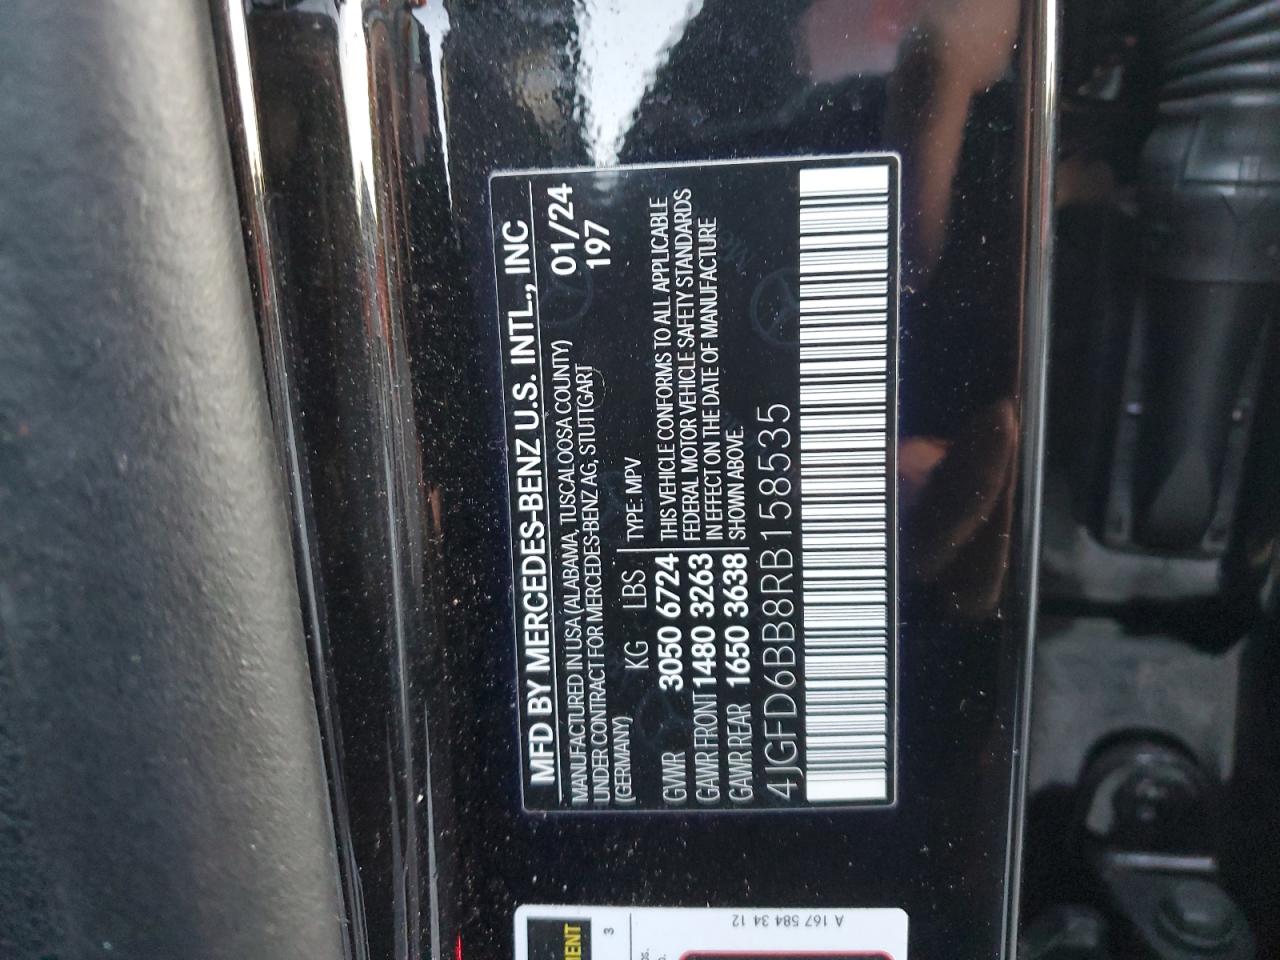 MFD BY MERCEDES-BENZ U.S. INTL., INC
MANUFACTURED IN USA (ALABAMA, TUSCALOOSA COUNTY) 01/24
UNDER CONTRACT FOR MERCEDES-BENZ AG, STUTTGART 197
(GERMANY)
KG LBS TYPE: MPV
GVWR 3050 6724 THIS VEHICLE CONFORMS TO ALL APPLICABLE
GAWR FRONT 1480 3263 FEDERAL MOTOR VEHICLE SAFETY STANDARDS
GAWR REAR 1650 3638 IN EFFECT ON THE DATE OF MANUFACTURE
SHOWN ABOVE.
4JGFD6BB8RB158535
3
A 167 584 34 12